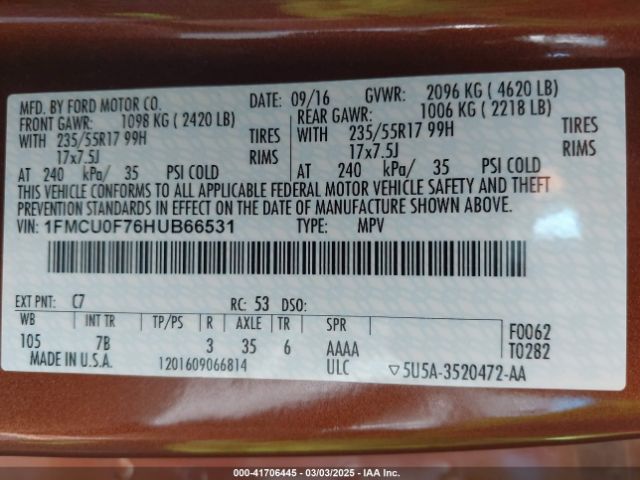 MFD. BY FORD MOTOR CO. DATE: 09/16 GVWR: 2096 KG ( 4620 LB)
FRONT GAWR: 1098 KG ( 2420 LB) REAR GAWR: 1006 KG ( 2218 LB)
WITH 235/55R17 99H TIRES WITH 235/55R17 99H TIRES
17x7.5J RIMS 17x7.5J RIMS
AT 240 kPa/ 35 PSI COLD AT 240 kPa/ 35 PSI COLD
THIS VEHICLE CONFORMS TO ALL APPLICABLE FEDERAL MOTOR VEHICLE SAFETY AND THEFT
PREVENTION STANDARDS IN EFFECT ON THE DATE OF MANUFACTURE SHOWN ABOVE.
VIN: 1FMCU0F76HUB66531 TYPE: MPV
EXT PNT: C7 RC: 53 DSO:
WB INT TR TP/PS R AXLE TR SPR F0062
105 7B 3 35 6 AAAA T0282
MADE IN U.S.A. 1201609066814 ULC ▽5U5A-3520472-AA
000-41706445 - 03/03/2025 - IAA Inc.